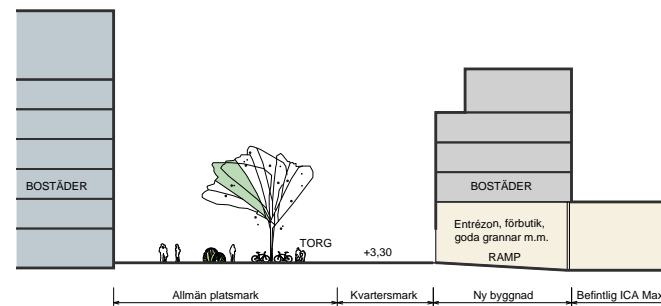 BOSTÄDER
BOSTÄDER
Entrézon, förbutik,
goda grannar m.m.
TORG
+3,30
RAMP
Allmän platsmark
Kvartersmark
Ny byggnad
Befintlig ICA Max